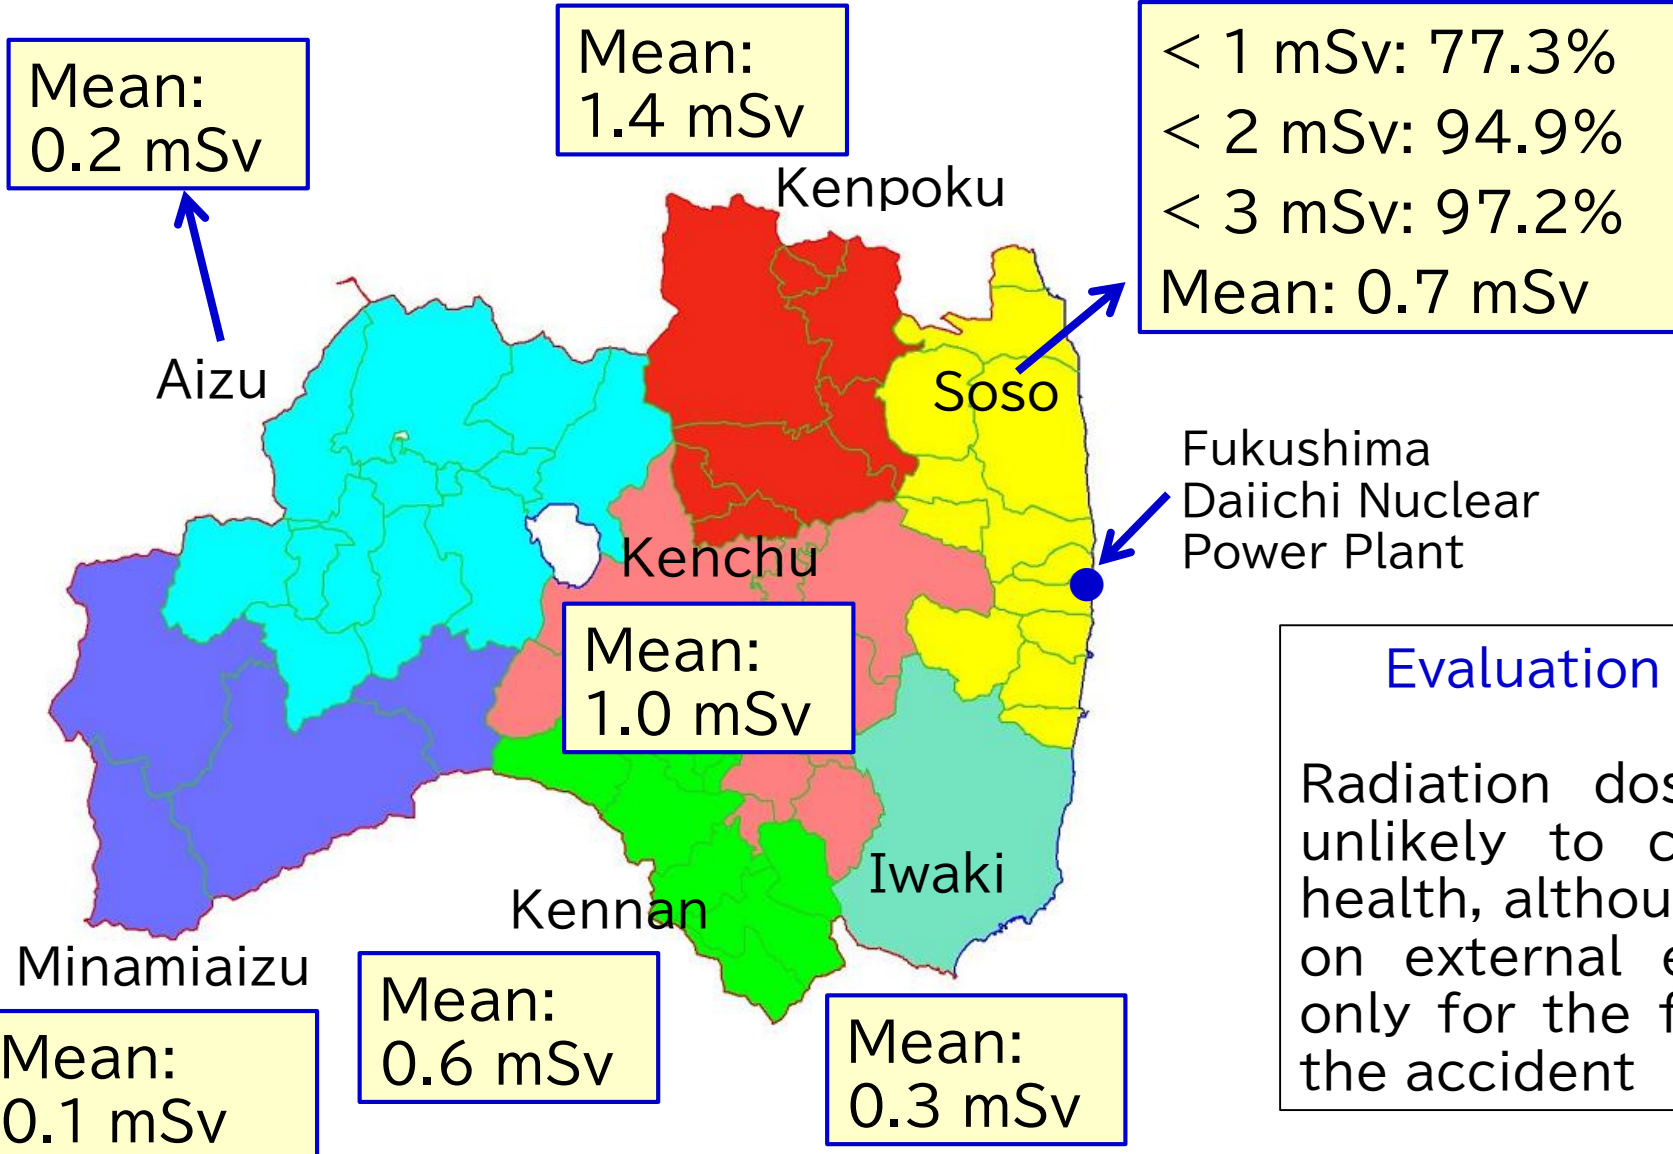 Mean:
0.2 mSv
Mean:
1.4 mSv
< 1 mSv: 77.3%
< 2 mSv: 94.9%
< 3 mSv: 97.2%
Mean: 0.7 mSv
Kenpoku
Aizu
Soso
Fukushima
Daiichi Nuclear
Power Plant
Kenchu
Mean:
1.0 mSv
Evaluation
Radiation dos
unlikely to c
health, althou
on external e
only for the f
the accident
Iwaki
Kennan
Minamiaizu
Mean:
0.6 mSv
Mean:
0.3 mSv
Mean:
0.1 mSv